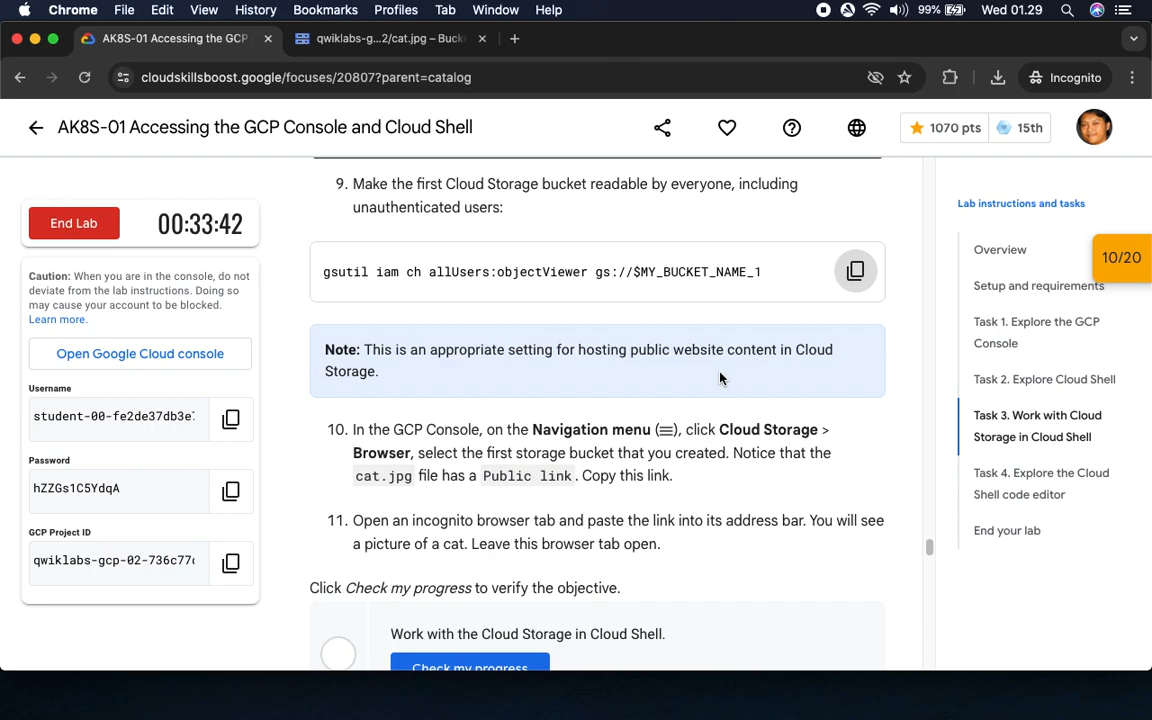 Chrome File Edit View History Bookmarks Profiles Tab Window Help 99% Wed 01.29
AK8S-01 Accessing the GCP
qwiklabs-g...2/cat.jpg – Buck
cloudskillsboost.google/focuses/20807?parent=catalog
Incognito
AK8S-01 Accessing the GCP Console and Cloud Shell
1070 pts
15th
End Lab
00:33:42
Caution: When you are in the console, do not
deviate from the lab instructions. Doing so
may cause your account to be blocked.
Learn more.
Open Google Cloud console
Username
student-00-fe2de37db3e
Password
hZZGs1C5YdqA
GCP Project ID
qwiklabs-gcp-02-736c77
9. Make the first Cloud Storage bucket readable by everyone, including
unauthenticated users:
gsutil iam ch allUsers:objectViewer gs://$MY_BUCKET_NAME_1
Note: This is an appropriate setting for hosting public website content in Cloud
Storage.
10. In the GCP Console, on the Navigation menu (≡), click Cloud Storage >
Browser, select the first storage bucket that you created. Notice that the
cat.jpg file has a Public link. Copy this link.
11. Open an incognito browser tab and paste the link into its address bar. You will see
a picture of a cat. Leave this browser tab open.
Click Check my progress to verify the objective.
Work with the Cloud Storage in Cloud Shell.
Check my progress
Lab instructions and tasks
Overview
10/20
Setup and requirements
Task 1. Explore the GCP
Console
Task 2. Explore Cloud Shell
Task 3. Work with Cloud
Storage in Cloud Shell
Task 4. Explore the Cloud
Shell code editor
End your lab